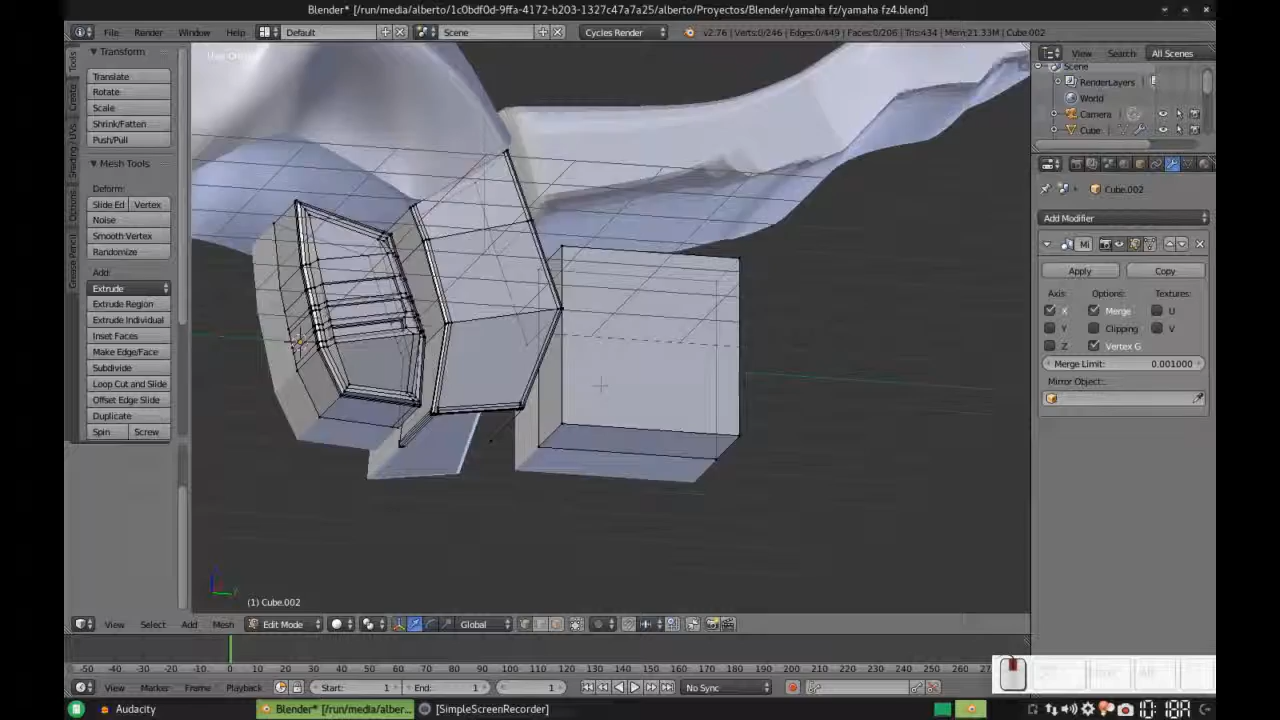 Blender* [/run/media/alberto/1c0bdf0d-9ffa-4172-b203-1327c47a7a25/alberto/Proyectos/Blender/yamaha fz/yamaha fz4.blend]
File Render Window Help Default Scene Cycles Render v2.76 | Verts:0/246 | Edges:0/449 | Faces:0/206 | Tris:434 | Mem:21.33M | Cube.002
View Search All Scenes
Transform
Translate
Rotate
Scale
Shrink/Fatten
Push/Pull
Mesh Tools
Deform:
Slide Ed Vertex
Noise
Smooth Vertex
Randomize
Add:
Extrude
Extrude Region
Extrude Individual
Inset Faces
Make Edge/Face
Subdivide
Loop Cut and Slide
Offset Edge Slide
Duplicate
Spin Screw
Tools
Create
Shading / UVs
Options
Grease Pencil
Scene
RenderLayers
World
Camera
Cube
Cube.002
Add Modifier
Mi
Apply Copy
Axis: Options: Textures:
X Merge U
Y Clipping V
Z Vertex G
Merge Limit: 0.001000
Mirror Object:
(1) Cube.002
View Select Add Mesh Edit Mode Global
-50 -40 -30 -20 -10 0 10 20 30 40 50 60 70 80 90 100 110 120 130 140 150 160 170 180 190 200 210 220 230 240 250 260
View Marker Frame Playback Start: 1 End: 1 1 No Sync
Audacity Blender* [/run/media/alber... [SimpleScreenRecorder]